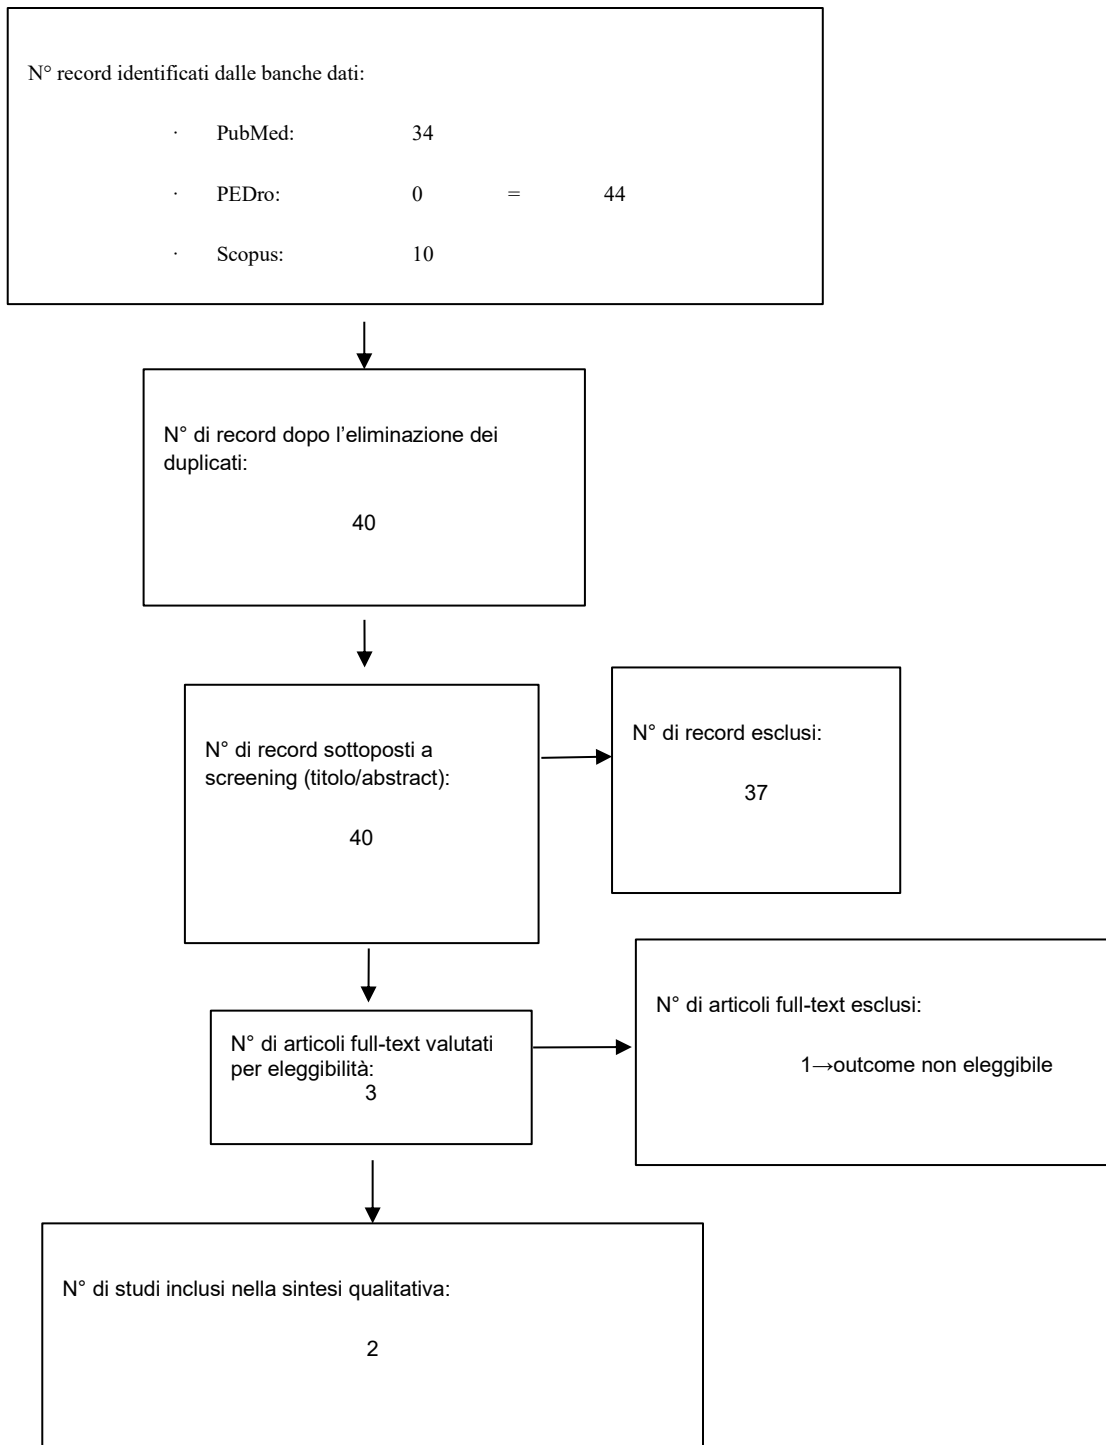 N° record identificati dalle banche dati:
· PubMed: 34
· PEDro: 0 = 44
· Scopus: 10
N° di record dopo l’eliminazione dei
duplicati:
40
N° di record sottoposti a
screening (titolo/abstract):
40
N° di record esclusi:
37
N° di articoli full-text valutati
per eleggibilità:
3
N° di articoli full-text esclusi:
1→outcome non eleggibile
N° di studi inclusi nella sintesi qualitativa:
2